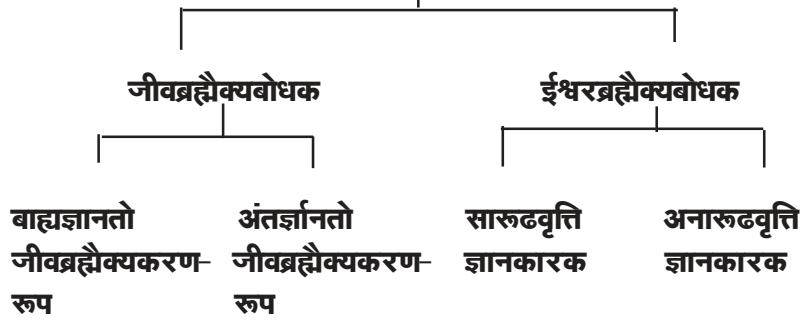 जीवब्रह्मैक्यबोधक
ईश्वरब्रह्मैक्यबोधक
बाह्यज्ञानतो
जीवब्रह्मैक्यकरण–
रूप
अंतर्ज्ञानतो
जीवब्रह्मैक्यकरण–
रूप
सारूढवृत्ति
ज्ञानकारक
अनारूढवृत्ति
ज्ञानकारक